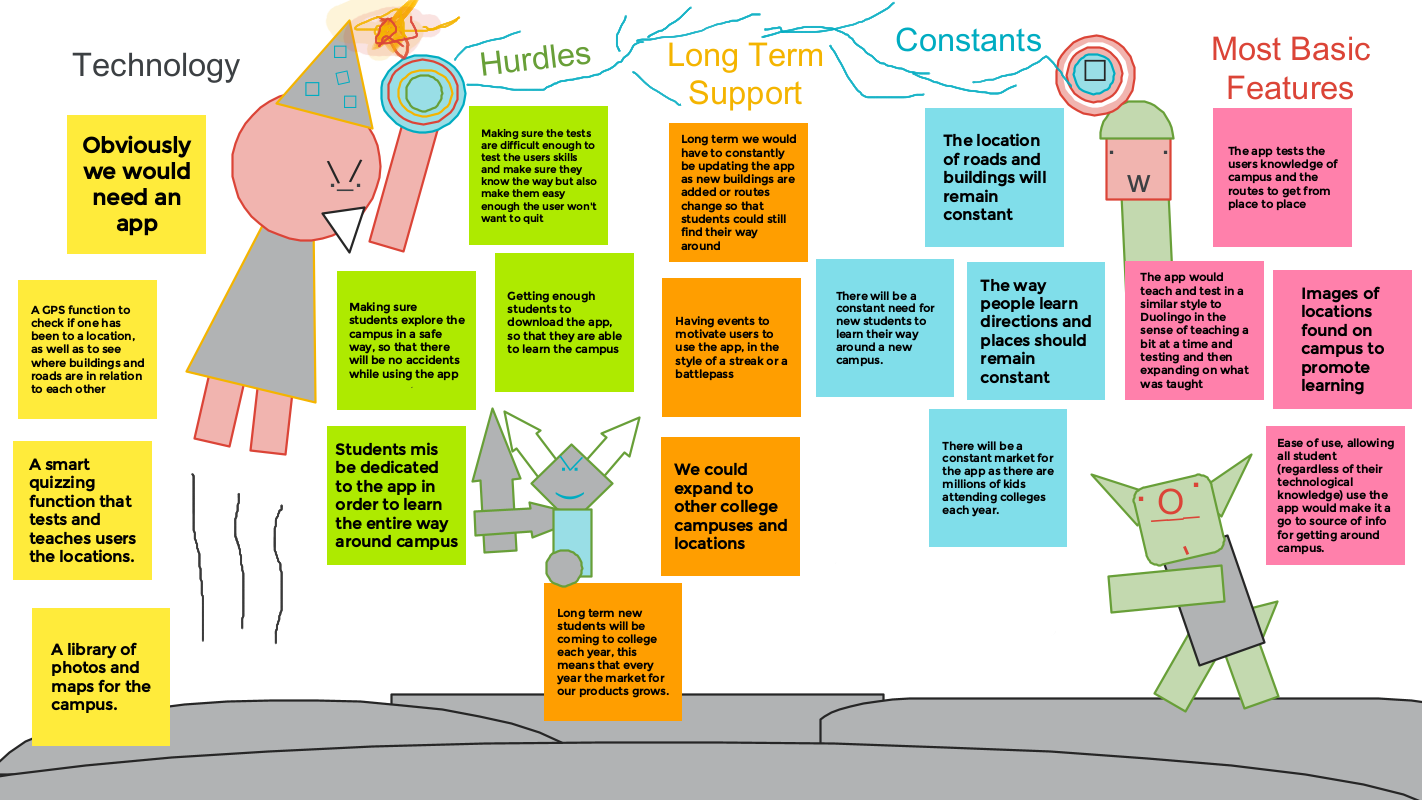 Technology
Hurdles
Long Term
Support
Constants
Most Basic
Features
Obviously
we would
need an
app
A GPS function to
check if one has
been to a location,
as well as to see
where buildings and
roads are in relation
to each other
A smart
quizzing
function that
tests and
teaches users
the locations.
A library of
photos and
maps for the
campus.
Making sure the tests
are difficult enough to
test the users skills
and make sure they
know the way but also
make them easy
enough the user won't
want to quit
Making sure
students explore the
campus in a safe
way, so that there
will be no accidents
while using the app
.
Getting enough
students to
download the app,
so that they are able
to learn the campus
Students mis
be dedicated
to the app in
order to learn
the entire way
around campus
Long term we would
have to constantly
be updating the app
as new buildings are
added or routes
change so that
students could still
find their way
around
Having events to
motivate users to
use the app, in the
style of a streak or a
battlepass
We could
expand to
other college
campuses and
locations
Long term new
students will be
coming to college
each year, this
means that every
year the market for
our products grows.
The location
of roads and
buildings will
remain
constant
There will be a
constant need for
new students to
learn their way
around a new
campus.
The way
people learn
directions and
places should
remain
constant
There will be a
constant market for
the app as there are
millions of kids
attending colleges
each year.
The app tests the
users knowledge of
campus and the
routes to get from
place to place
The app would
teach and test in a
similar style to
Duolingo in the
sense of teaching a
bit at a time and
testing and then
expanding on what
was taught
Images of
locations
found on
campus to
promote
learning
Ease of use, allowing
all student
(regardless of their
technological
knowledge) use the
app would make it a
go to source of info
for getting around
campus.